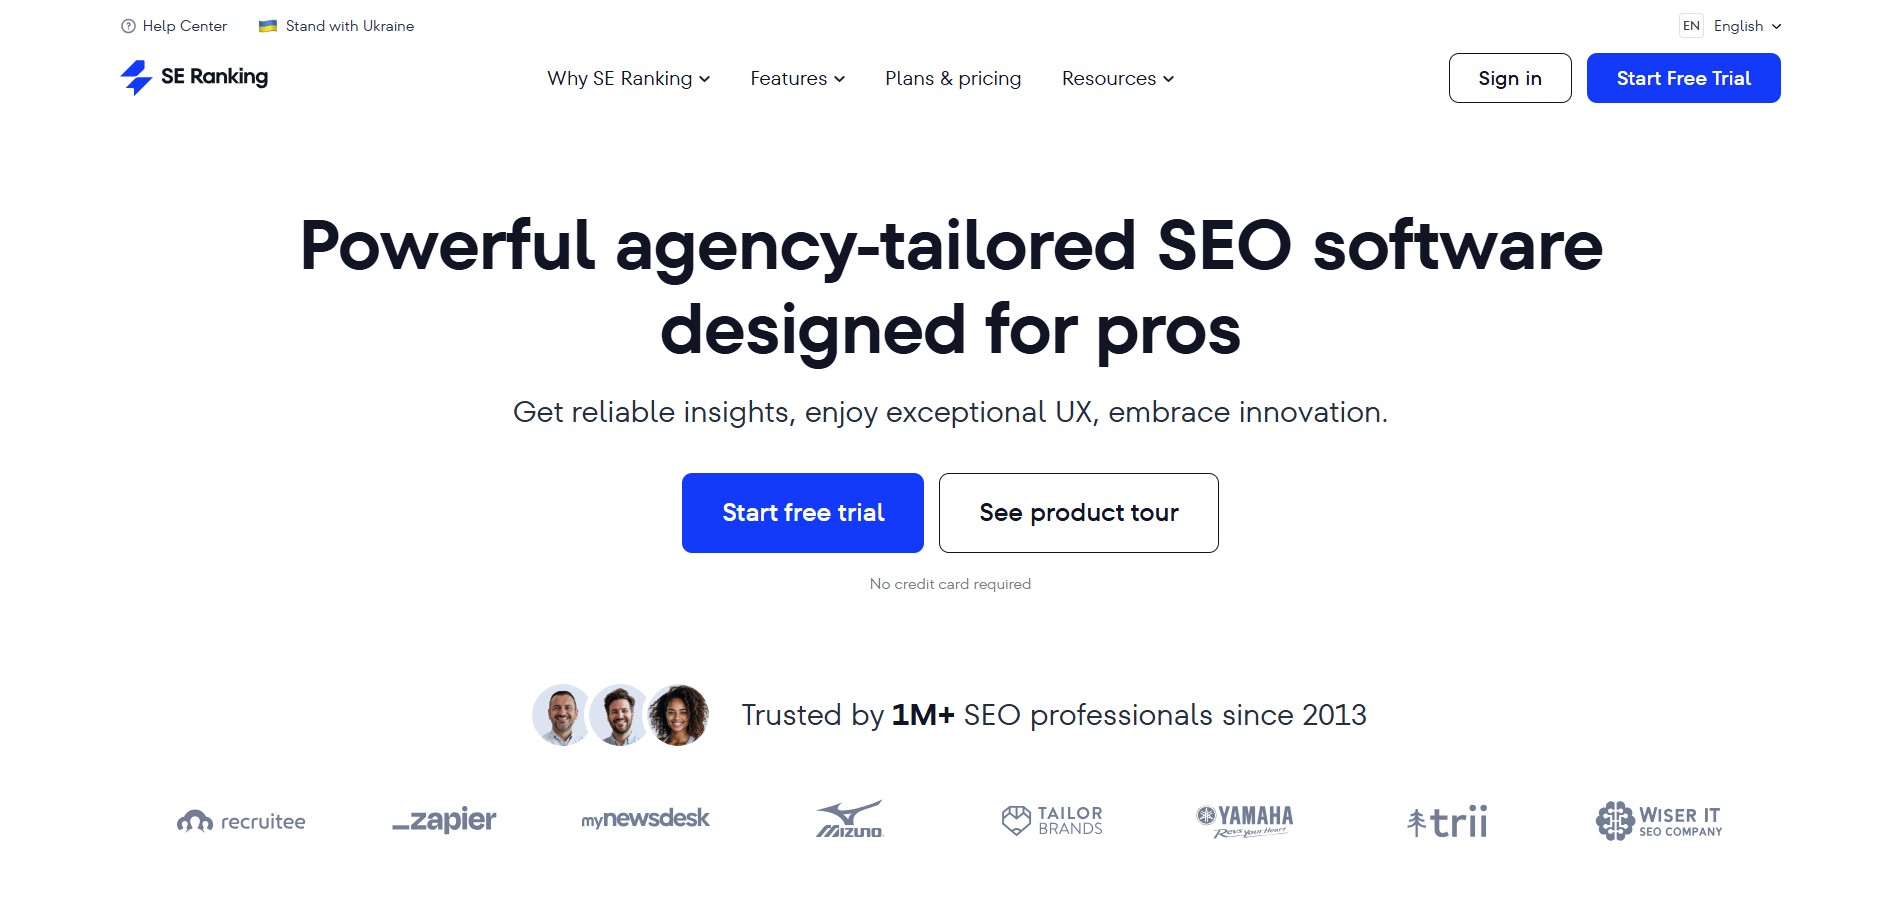 Help Center
Stand with Ukraine
EN English
SE Ranking
Why SE Ranking
Features
Plans & pricing
Resources
Sign in
Start Free Trial
Powerful agency-tailored SEO software
designed for pros
Get reliable insights, enjoy exceptional UX, embrace innovation.
Start free trial
See product tour
No credit card required
Trusted by 1M+ SEO professionals since 2013
recruitee
_zapier
mynewsdesk
MIZUNO
TAILOR
BRANDS
YAMAHA
Revs Your Heart
trii
WISER IT
SEO COMPANY